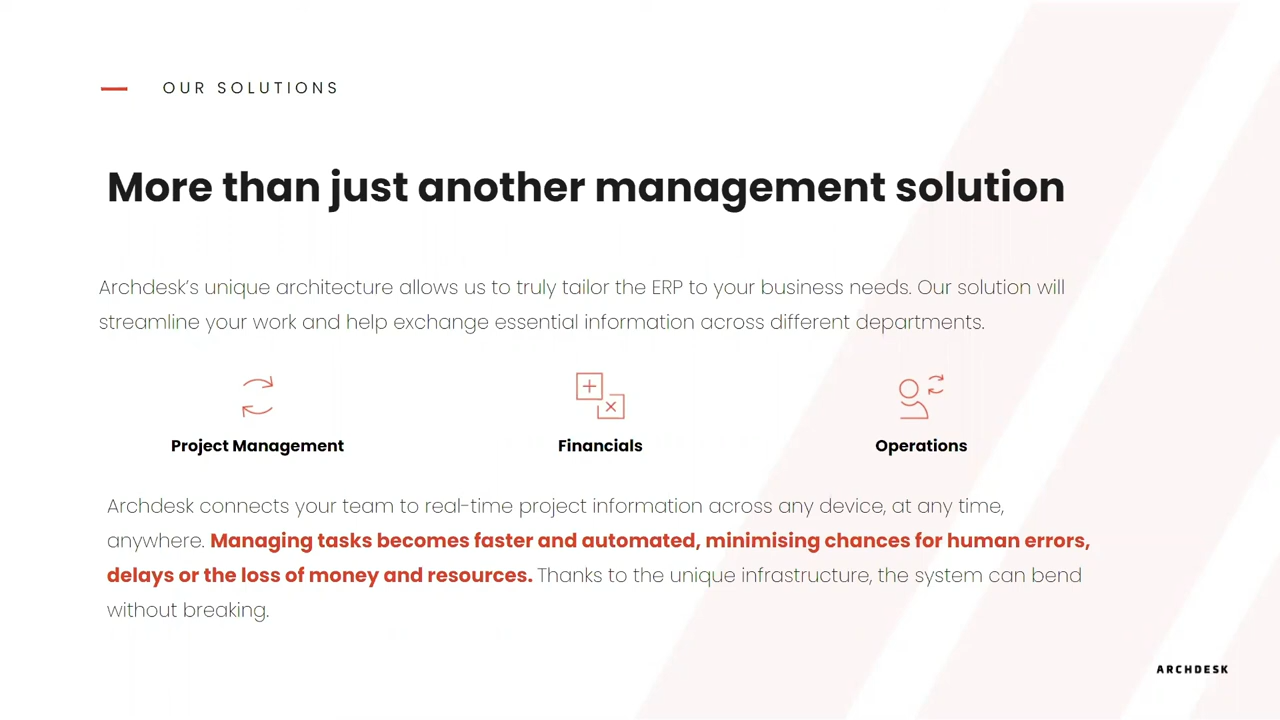 OUR SOLUTIONS
More than just another management solution
Archdesk's unique architecture allows us to truly tailor the ERP to your business needs. Our solution will
streamline your work and help exchange essential information across different departments.
Project Management
Financials
Operations
Archdesk connects your team to real-time project information across any device, at any time,
anywhere. Managing tasks becomes faster and automated, minimising chances for human errors,
delays or the loss of money and resources. Thanks to the unique infrastructure, the system can bend
without breaking.
ARCHDESK